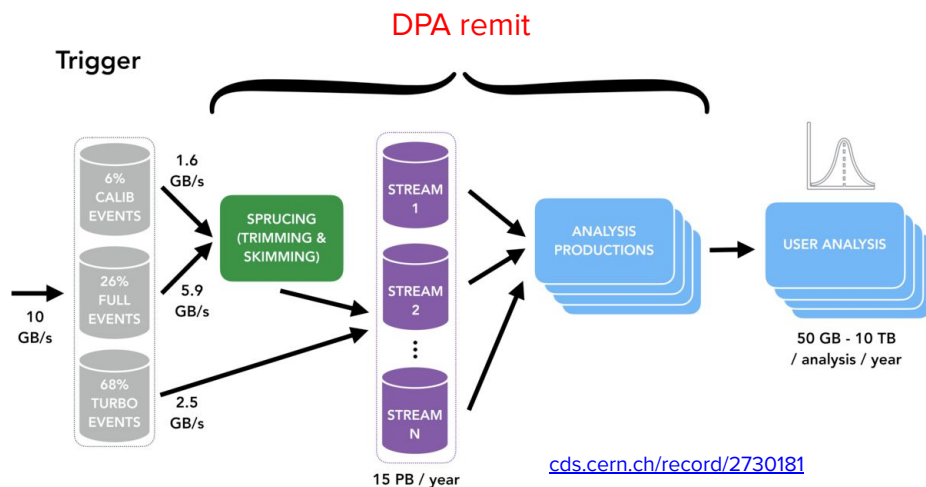 DPA remit
Trigger
10
GB/s
6%
CALIB
EVENTS
26%
FULL
EVENTS
68%
TURBO
EVENTS
1.6
GB/s
5.9
GB/s
2.5
GB/s
SPRUCING
(TRIMMING &
SKIMMING)
STREAM
1
STREAM
2
...
STREAM
N
15 PB / year
ANALYSIS
PRODUCTIONS
USER ANALYSIS
50 GB - 10 TB
/ analysis / year
cds.cern.ch/record/2730181